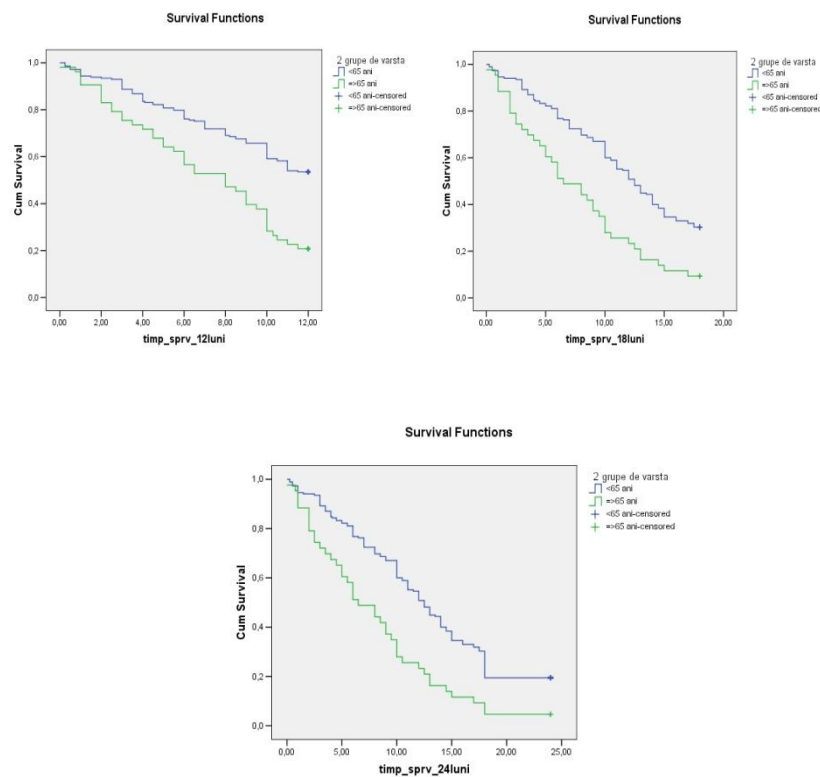 Survival Functions
2 grupe de varsta
<65 ani
=>65 ani
<65 ani-censored
=>65 ani-censored
1,0
0,8
0,6
0,4
0,2
0,0
Cum Survival
0,00 2,00 4,00 6,00 8,00 10,00 12,00
timp_sprv_12luni
Survival Functions
2 grupe de varsta
<65 ani
=>65 ani
<65 ani-censored
=>65 ani-censored
1,0
0,8
0,6
0,4
0,2
0,0
Cum Survival
0,00 5,00 10,00 15,00 20,00
timp_sprv_18luni
Survival Functions
2 grupe de varsta
<65 ani
=>65 ani
<65 ani-censored
=>65 ani-censored
1,0
0,8
0,6
0,4
0,2
0,0
Cum Survival
0,00 5,00 10,00 15,00 20,00 25,00
timp_sprv_24luni